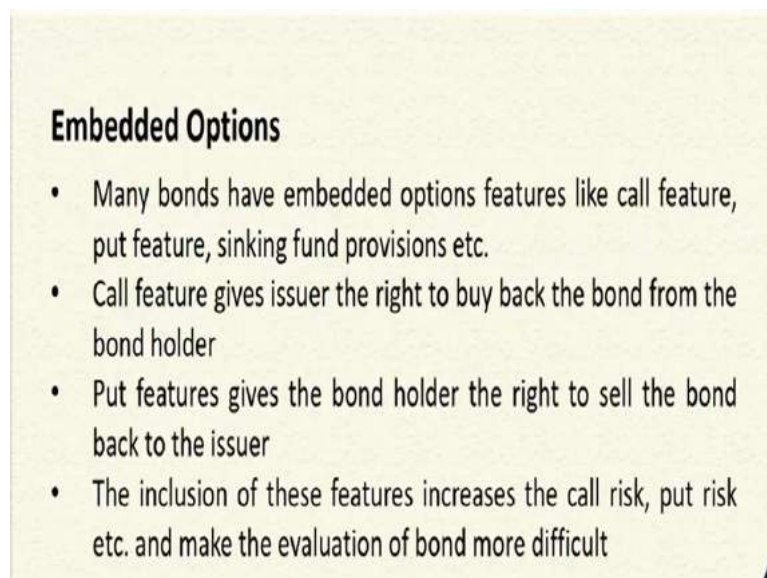 Embedded Options
• Many bonds have embedded options features like call feature,
put feature, sinking fund provisions etc.
• Call feature gives issuer the right to buy back the bond from the
bond holder
• Put features gives the bond holder the right to sell the bond
back to the issuer
• The inclusion of these features increases the call risk, put risk
etc. and make the evaluation of bond more difficult